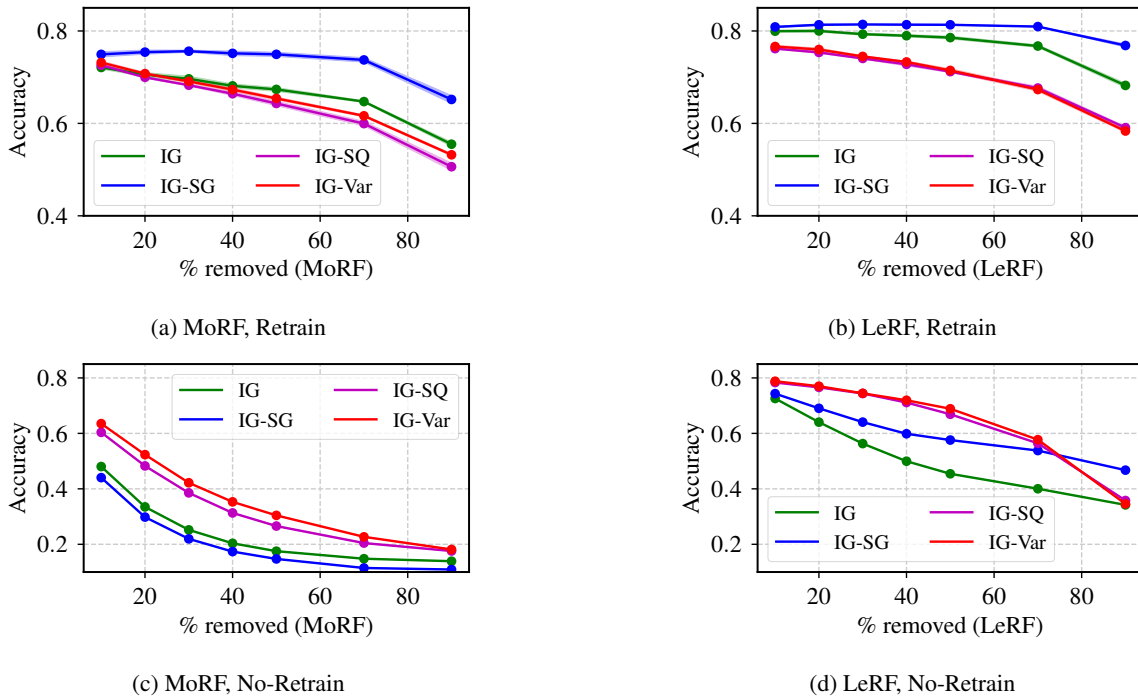 0.8
0.6
0.4
Accuracy
IG
IG-SG
IG-SQ
IG-Var
20 40 60 80
% removed (MoRF)
(a) MoRF, Retrain
0.8
0.6
0.4
Accuracy
IG
IG-SG
IG-SQ
IG-Var
20 40 60 80
% removed (LeRF)
(b) LeRF, Retrain
0.8
0.6
0.4
0.2
Accuracy
IG
IG-SG
IG-SQ
IG-Var
20 40 60 80
% removed (MoRF)
(c) MoRF, No-Retrain
0.8
0.6
0.4
0.2
Accuracy
IG
IG-SG
IG-SQ
IG-Var
20 40 60 80
% removed (LeRF)
(d) LeRF, No-Retrain